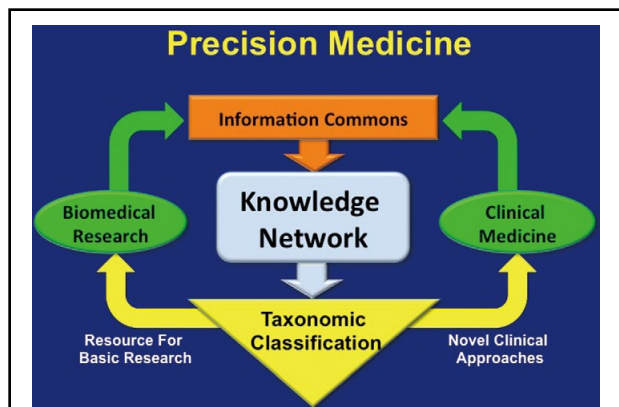 Precision Medicine
Information Commons
Biomedical
Research
Knowledge
Network
Clinical
Medicine
Taxonomic
Classification
Resource For
Basic Research
Novel Clinical
Approaches